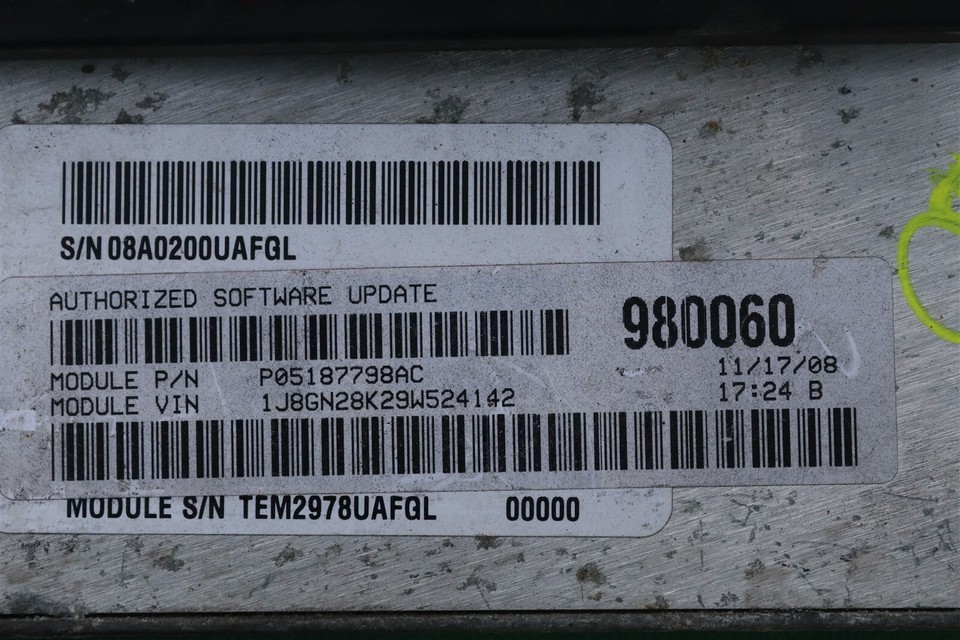 S/N 08A0200UAFGL
AUTHORIZED SOFTWARE UPDATE
980060
MODULE P/N P05187798AC 11/17/08
MODULE VIN 1J8GN28K29W524142 17:24 B
MODULE S/N TEM2978UAFGL 00000